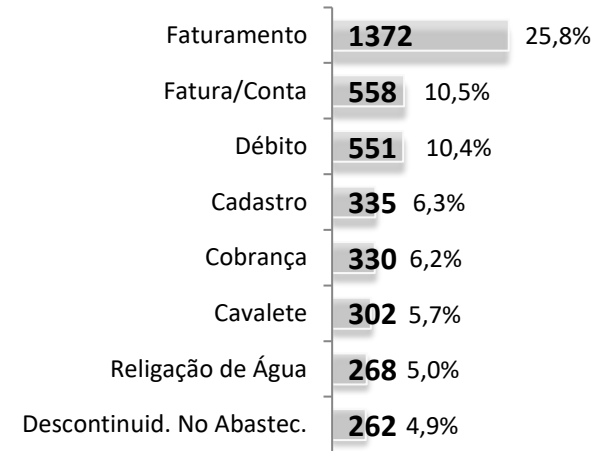 Faturamento 1372 25,8%
Fatura/Conta 558 10,5%
Débito 551 10,4%
Cadastro 335 6,3%
Cobrança 330 6,2%
Cavalete 302 5,7%
Religação de Água 268 5,0%
Descontinuid. No Abastec. 262 4,9%